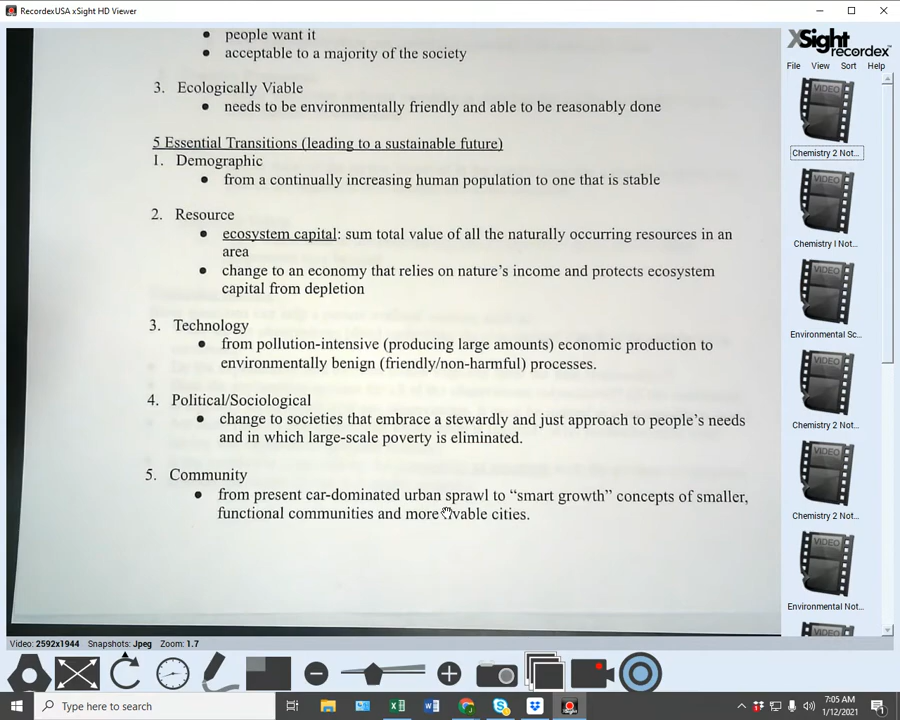 RecordexUSA xSight HD Viewer
people want it
acceptable to a majority of the society
3. Ecologically Viable
needs to be environmentally friendly and able to be reasonably done
5 Essential Transitions (leading to a sustainable future)
1. Demographic
from a continually increasing human population to one that is stable
2. Resource
ecosystem capital: sum total value of all the naturally occurring resources in an
area
change to an economy that relies on nature's income and protects ecosystem
capital from depletion
3. Technology
from pollution-intensive (producing large amounts) economic production to
environmentally benign (friendly/non-harmful) processes.
4. Political/Sociological
change to societies that embrace a stewardly and just approach to people's needs
and in which large-scale poverty is eliminated.
5. Community
from present car-dominated urban sprawl to “smart growth” concepts of smaller,
functional communities and more livable cities.
XSight
recordex
File View Sort Help
VIDEO
Chemistry 2 Not...
VIDEO
Chemistry I Not...
VIDEO
Environmental Sc...
VIDEO
Chemistry 2 Not...
VIDEO
Chemistry 2 Not...
VIDEO
Environmental Not...
VIDEO
Video: 2592x1944 Snapshots: Jpeg Zoom: 1.7
Type here to search
7:05 AM
1/12/2021